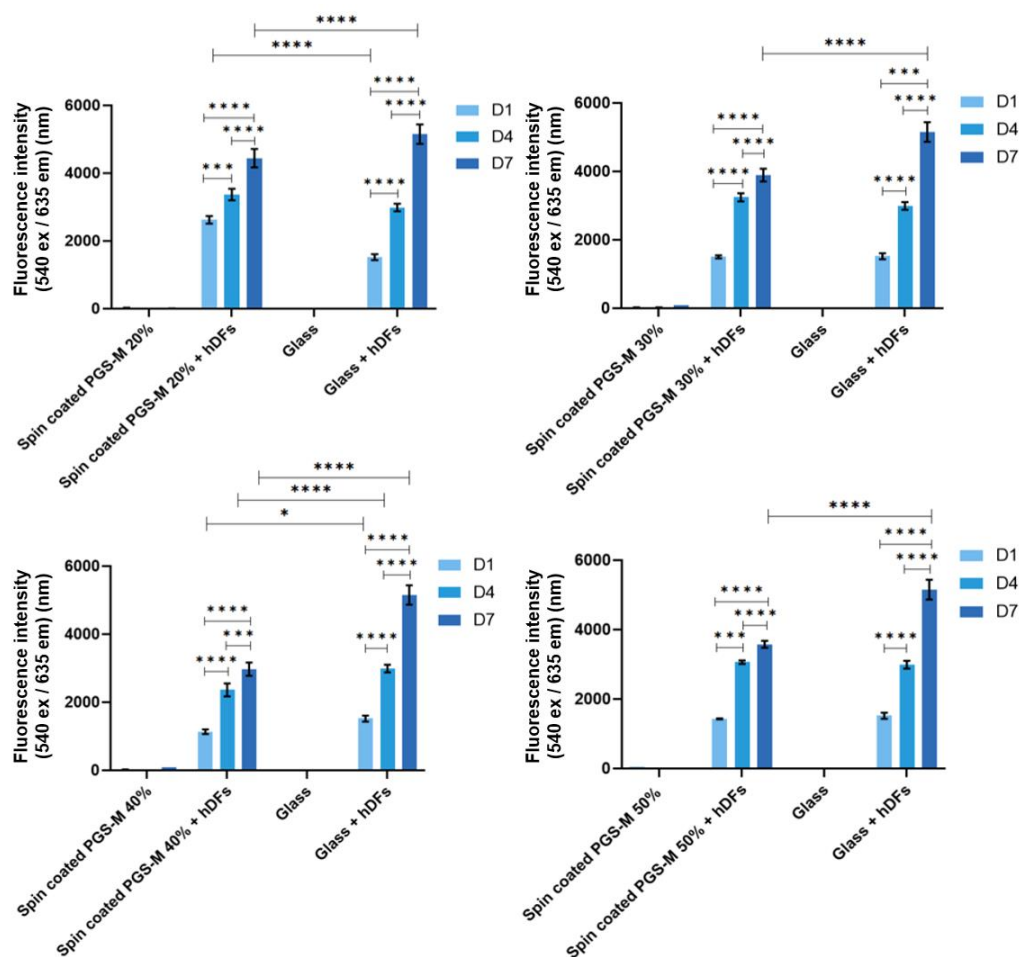 ****
****
****
****
***
****
****
****
****
Fluorescence intensity
(540 ex / 635 em) (nm)
6000
4000
2000
0
D1
D4
D7
Spin coated PGS-M 20%
Spin coated PGS-M 20% + hDFs
Glass
Glass + hDFs
****
****
****
****
***
****
****
Fluorescence intensity
(540 ex / 635 em) (nm)
6000
4000
2000
0
D1
D4
D7
Spin coated PGS-M 30%
Spin coated PGS-M 30% + hDFs
Glass
Glass + hDFs
****
****
*
****
***
****
****
****
****
Fluorescence intensity
(540 ex / 635 em) (nm)
6000
4000
2000
0
D1
D4
D7
Spin coated PGS-M 40%
Spin coated PGS-M 40% + hDFs
Glass
Glass + hDFs
****
****
****
***
****
****
****
Fluorescence intensity
(540 ex / 635 em) (nm)
6000
4000
2000
0
D1
D4
D7
Spin coated PGS-M 50%
Spin coated PGS-M 50% + hDFs
Glass
Glass + hDFs